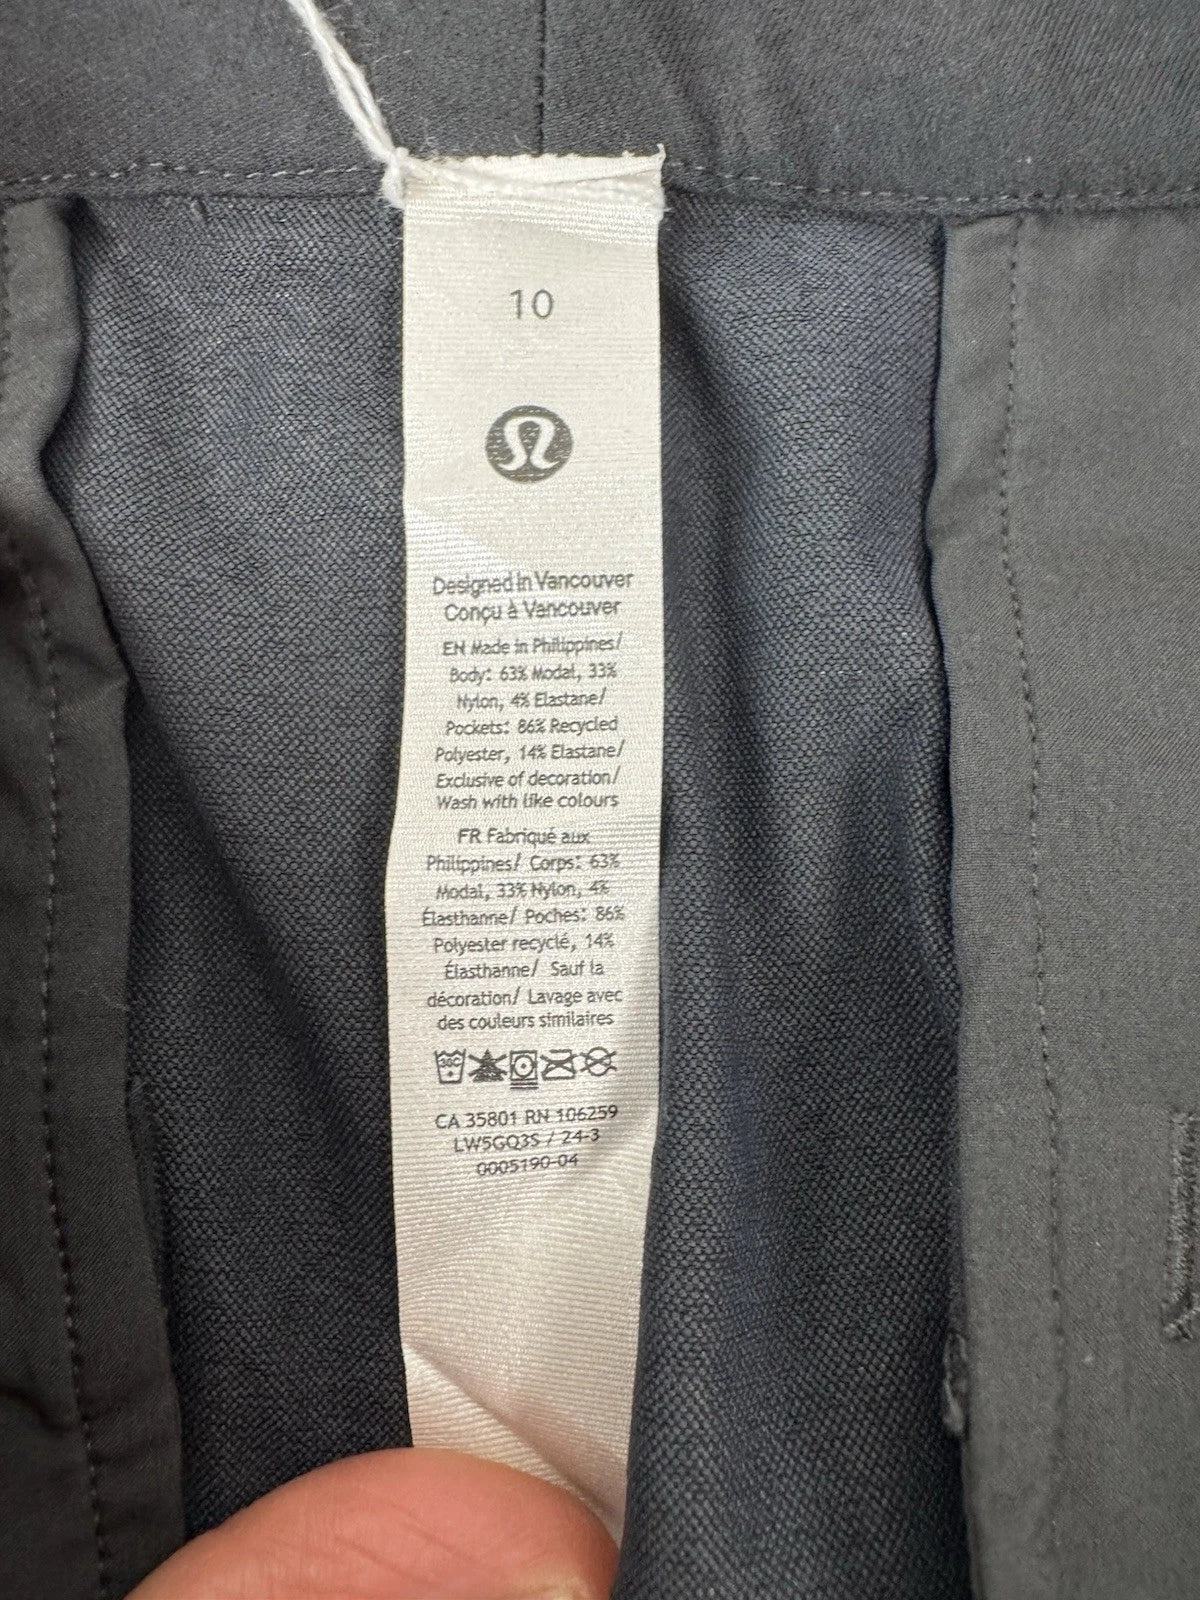 10
Designed in Vancouver
Conçu à Vancouver
EN Made in Philippines/
Body: 63% Modal, 33%
Nylon, 4% Elastane/
Pockets: 86% Recycled
Polyester, 14% Elastane/
Exclusive of decoration/
Wash with like colours
FR Fabriqué aux
Philippines/ Corps: 63%
Modal, 33% Nylon, 4%
Élasthanne/ Poches: 86%
Polyester recyclé, 14%
Élasthanne/ Sauf la
décoration/ Lavage avec
des couleurs similaires
30C
CA 35801 RN 106259
LW5GQ3S / 24-3
0005190-04